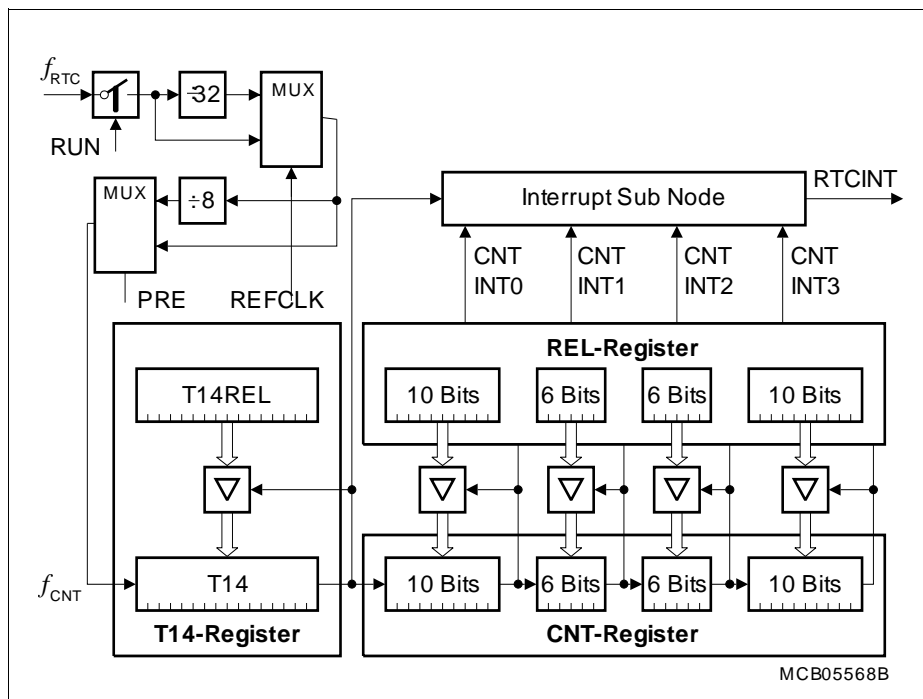 fRTC
÷32
MUX
RUN
MUX
÷8
PRE
REFCLK
Interrupt Sub Node
RTCINT
CNT INT0
CNT INT1
CNT INT2
CNT INT3
REL-Register
T14REL
10 Bits
6 Bits
6 Bits
10 Bits
fCNT
T14
10 Bits
6 Bits
6 Bits
10 Bits
T14-Register
CNT-Register
MCB05568B